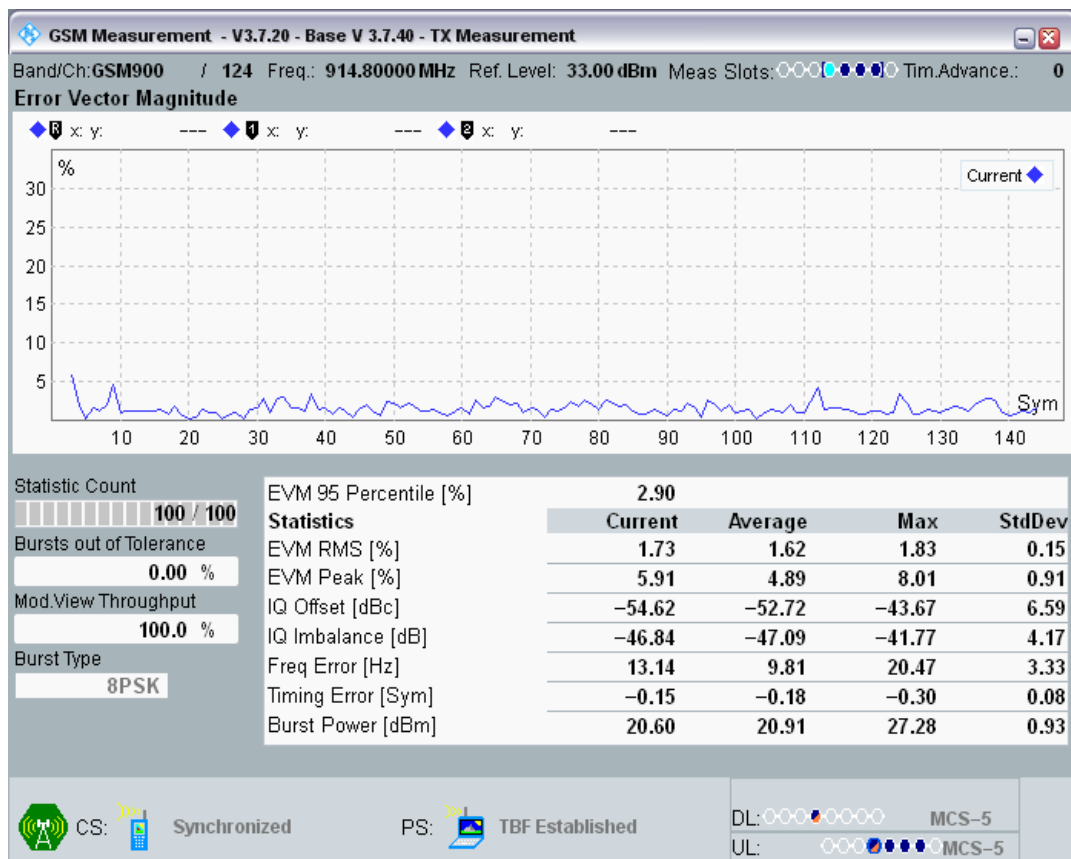 GSM Measurement - V3.7.20 - Base V 3.7.40 - TX Measurement
Band/Ch:GSM900 / 124 Freq.: 914.80000 MHz Ref. Level: 33.00 dBm Meas Slots: Tim.Advance.: 0
Error Vector Magnitude
R x: y: --- 1 x: y: --- 2 x: y: ---
%
Current
30
25
20
15
10
5
Sym
10 20 30 40 50 60 70 80 90 100 110 120 130 140
Statistic Count
100 / 100
Bursts out of Tolerance
0.00 %
Mod.View Throughput
100.0 %
Burst Type
8PSK
EVM 95 Percentile [%] 2.90
Statistics Current Average Max StdDev
EVM RMS [%] 1.73 1.62 1.83 0.15
EVM Peak [%] 5.91 4.89 8.01 0.91
IQ Offset [dBc] −54.62 −52.72 −43.67 6.59
IQ Imbalance [dB] −46.84 −47.09 −41.77 4.17
Freq Error [Hz] 13.14 9.81 20.47 3.33
Timing Error [Sym] −0.15 −0.18 −0.30 0.08
Burst Power [dBm] 20.60 20.91 27.28 0.93
CS: Synchronized PS: TBF Established
DL: MCS−5
UL: MCS−5